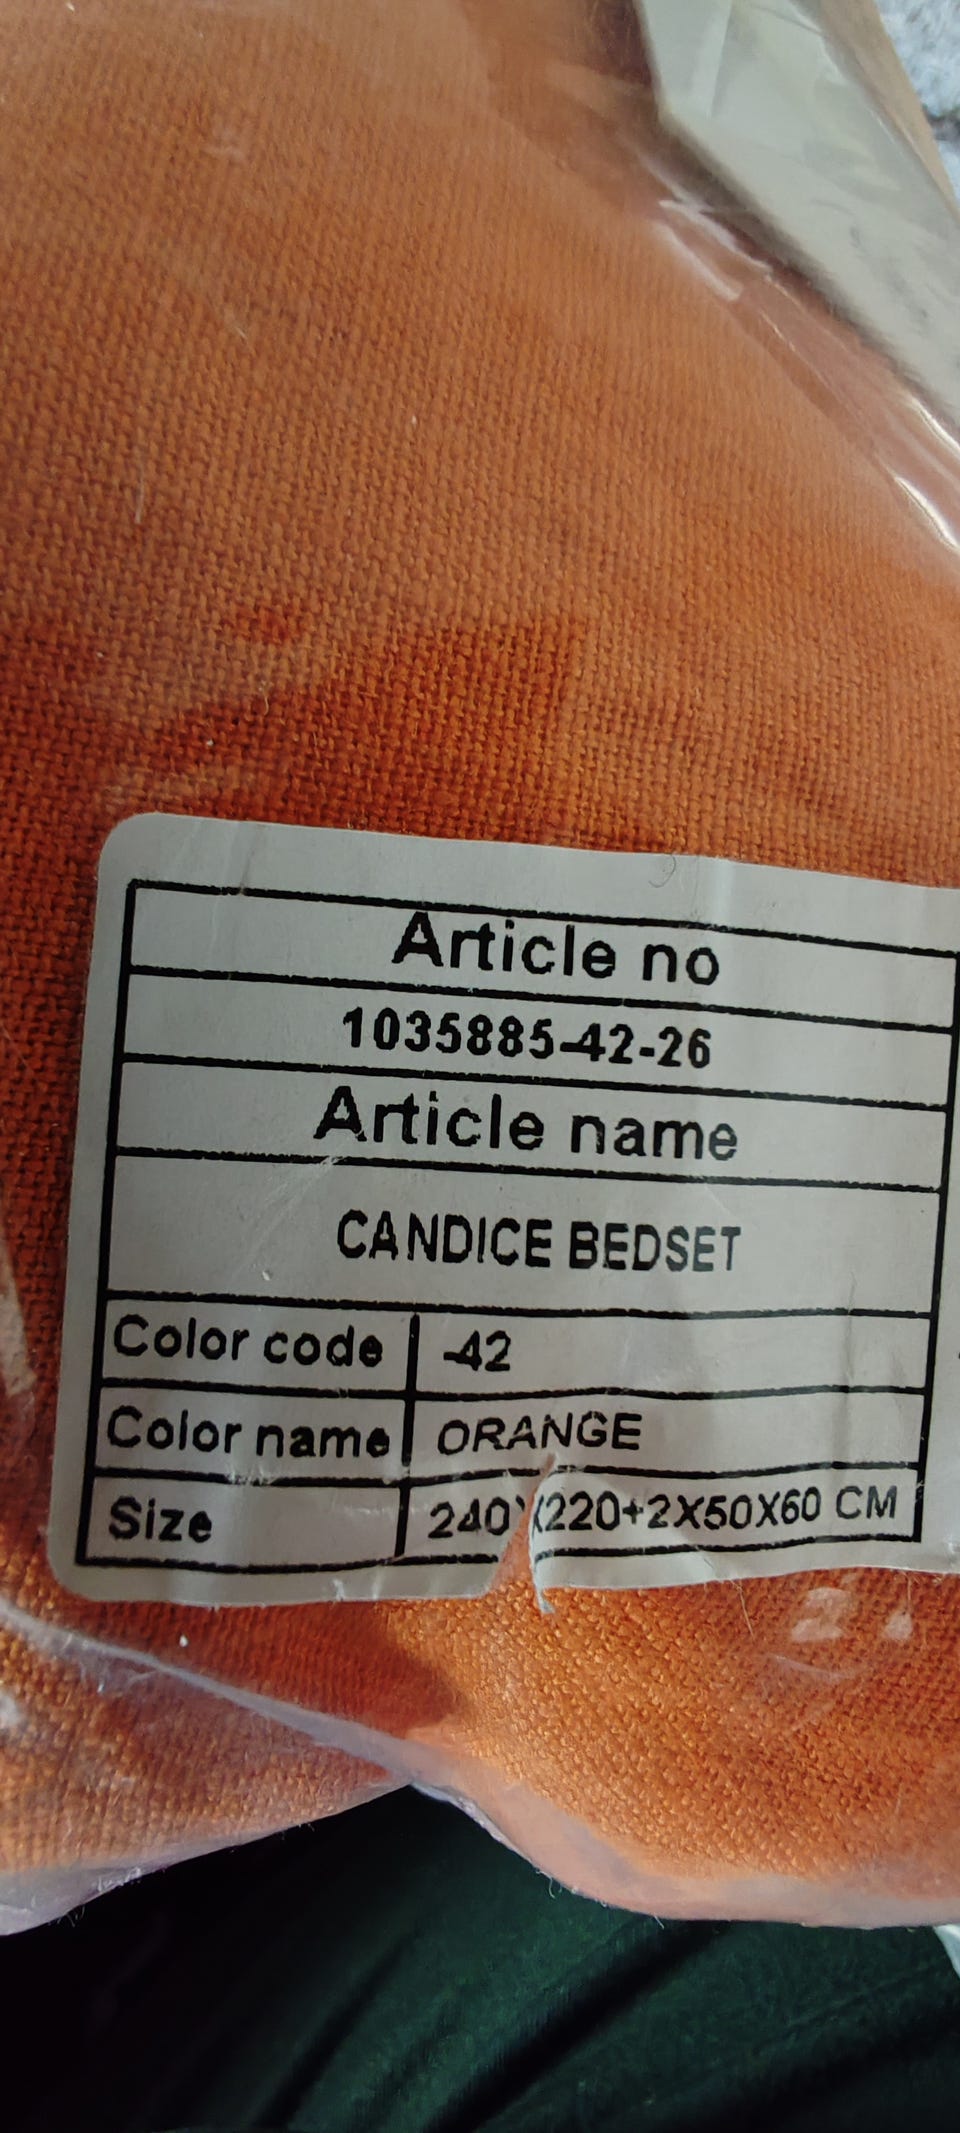 Article no
1035885-42-26
Article name
CANDICE BEDSET
Color code -42
Color name ORANGE
Size 240X220+2X50X60 CM